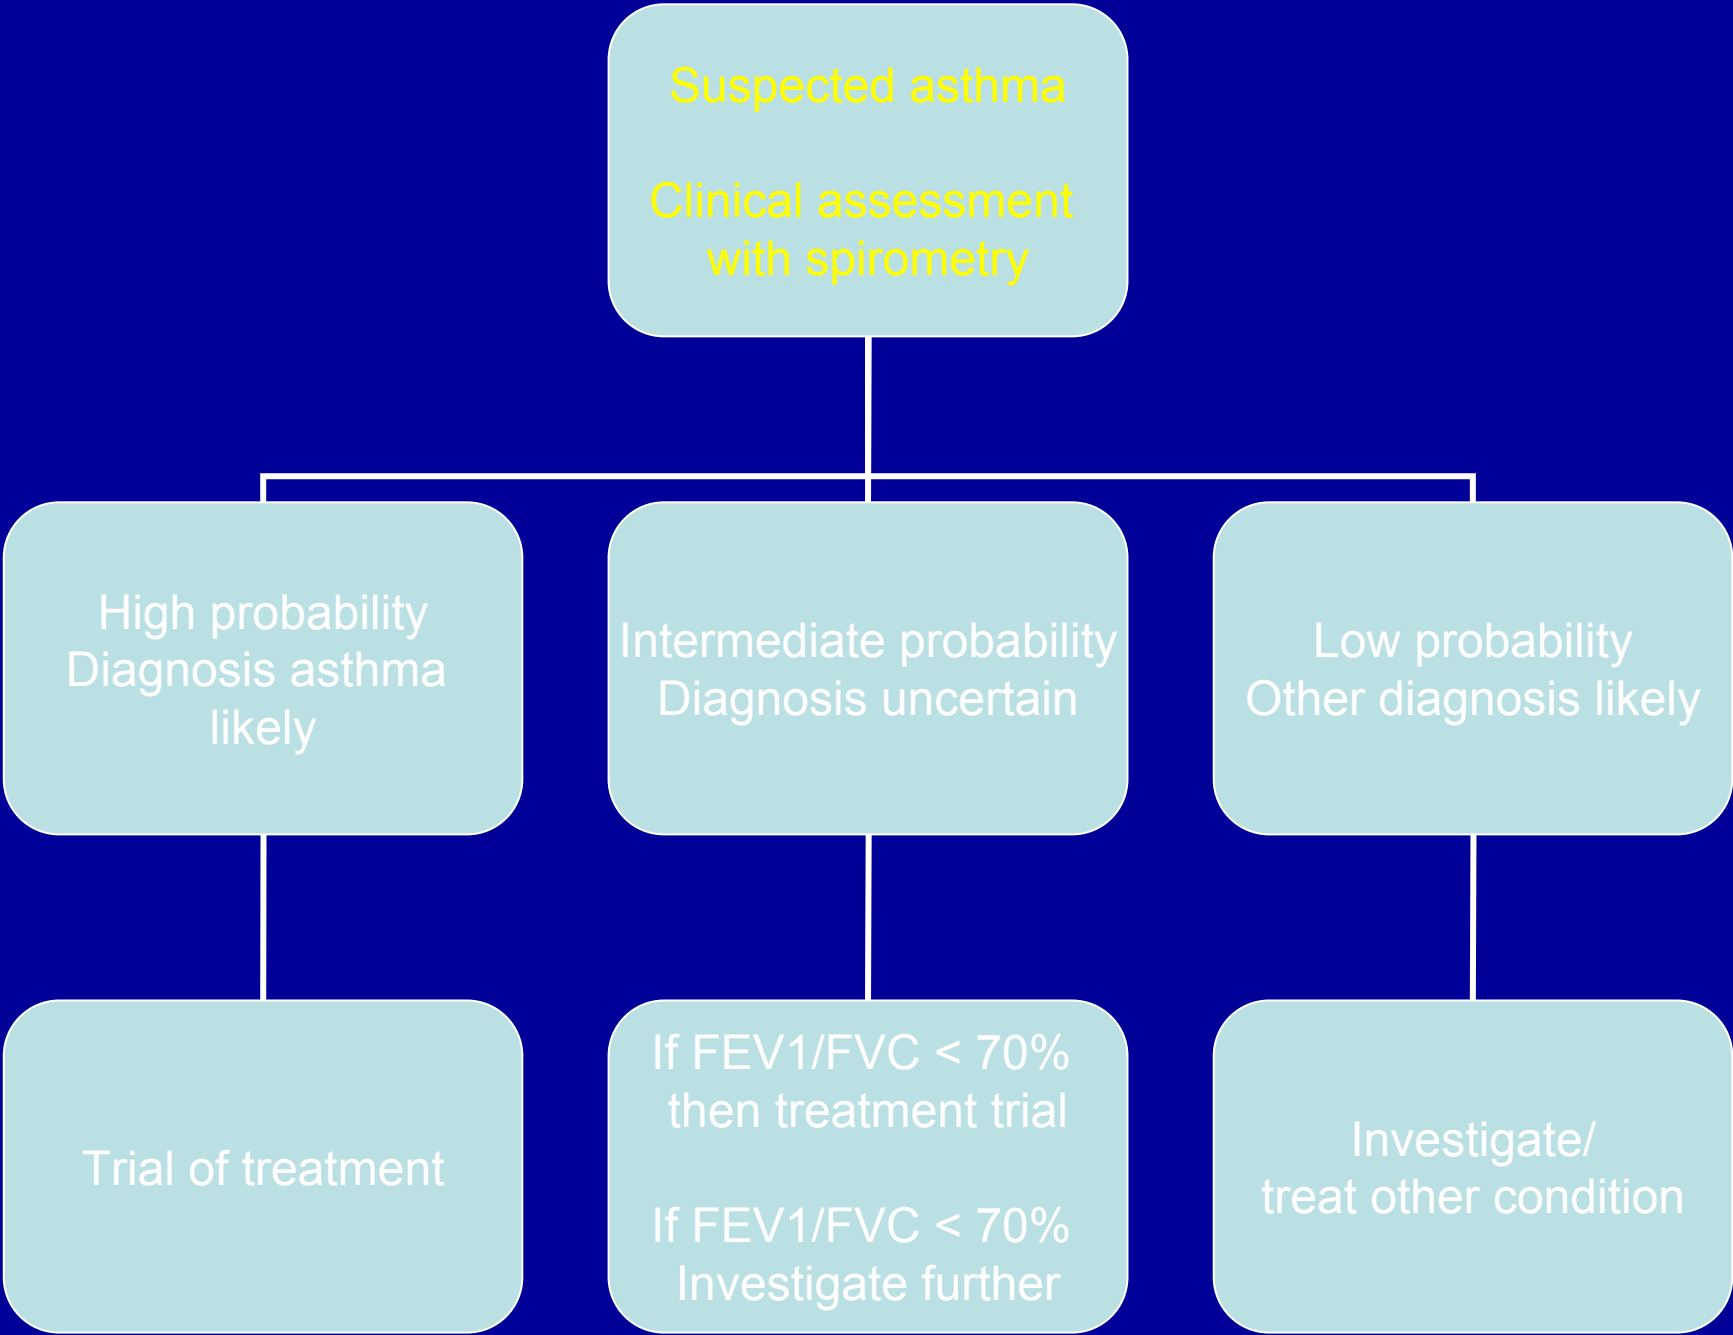 Suspected asthma
Clinical assessment
with spirometry
High probability
Diagnosis asthma
likely
Intermediate probability
Diagnosis uncertain
Low probability
Other diagnosis likely
Trial of treatment
If FEV1/FVC < 70%
then treatment trial
If FEV1/FVC < 70%
Investigate further
Investigate/
treat other condition